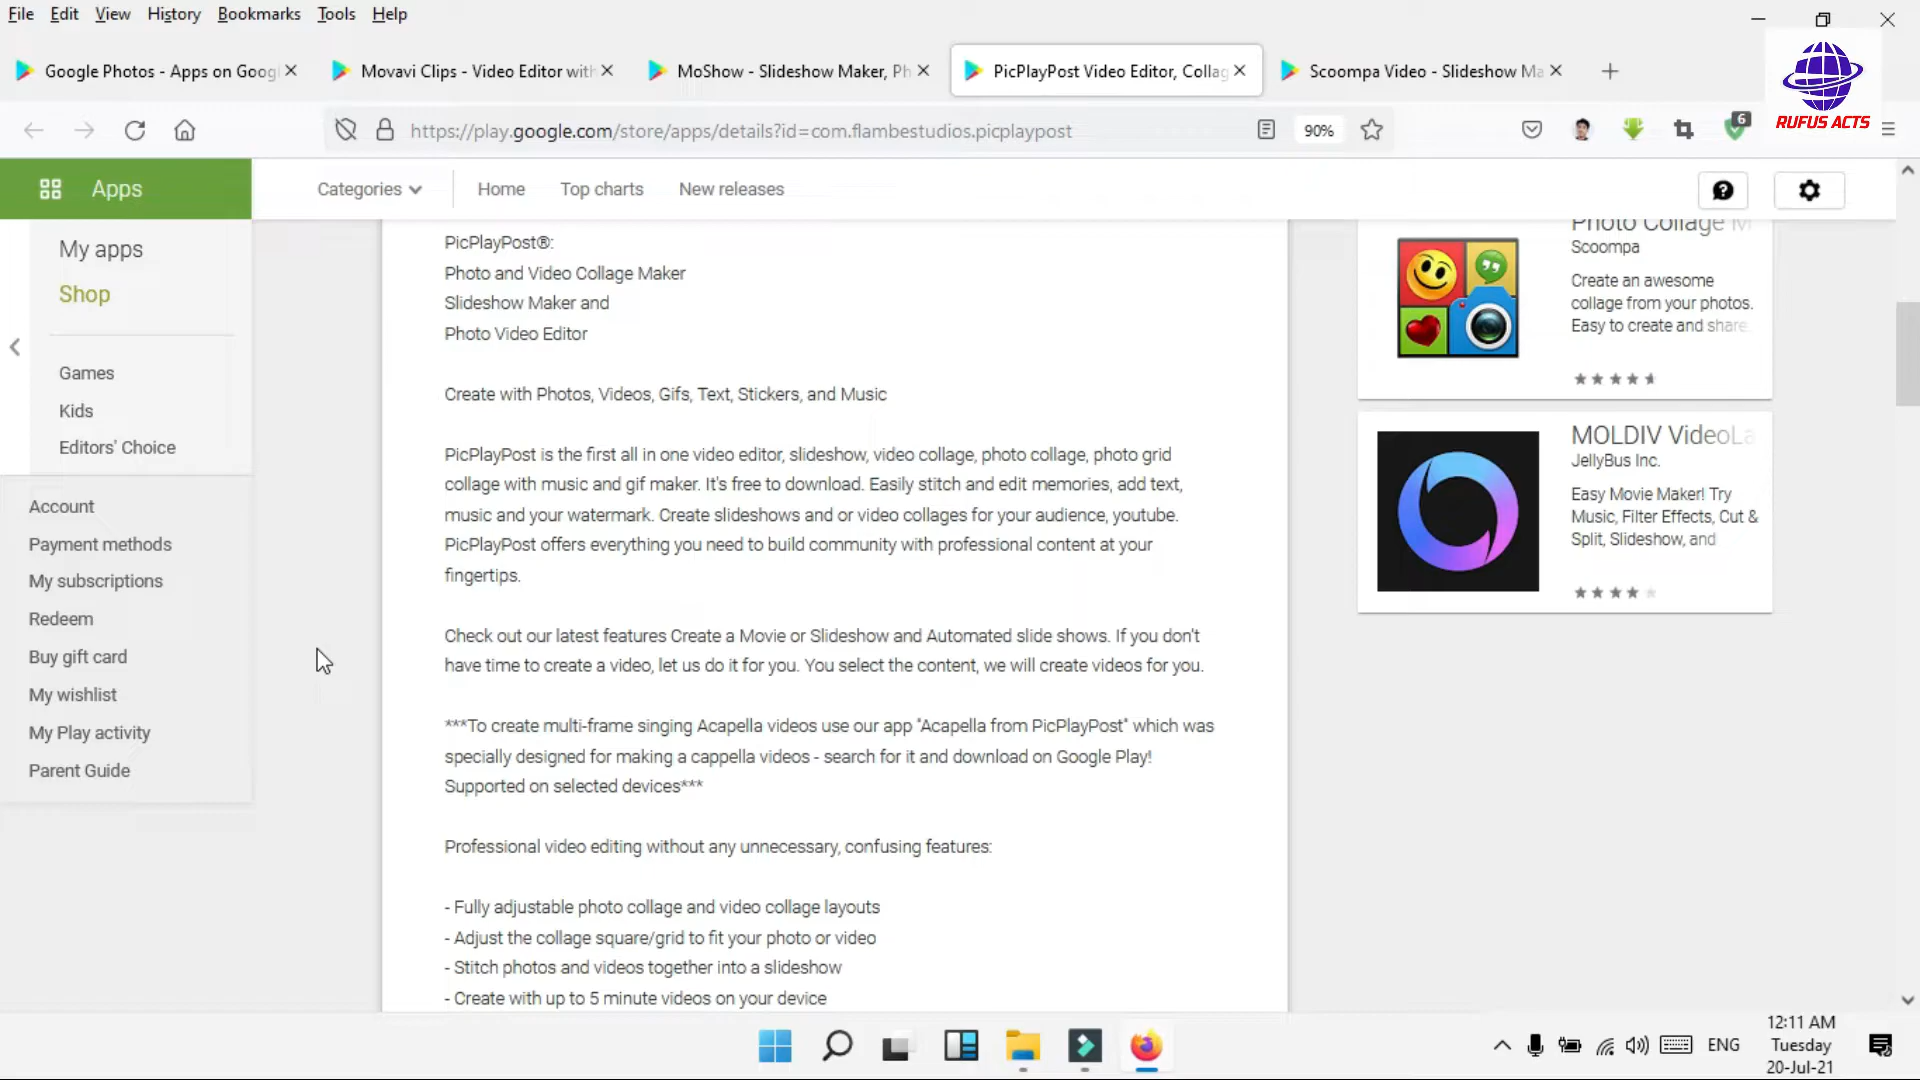 File Edit View History Bookmarks Tools Help
Google Photos - Apps on Googl
Movavi Clips - Video Editor with
MoShow - Slideshow Maker, Ph
PicPlayPost Video Editor, Collag
Scoompa Video - Slideshow Ma
RUFUS ACTS
https://play.google.com/store/apps/details?id=com.flambestudios.picplaypost
90%
6
Apps
Categories
Home
Top charts
New releases
My apps
Shop
Games
Kids
Editors' Choice
Account
Payment methods
My subscriptions
Redeem
Buy gift card
My wishlist
My Play activity
Parent Guide
PicPlayPost®:
Photo and Video Collage Maker
Slideshow Maker and
Photo Video Editor
Create with Photos, Videos, Gifs, Text, Stickers, and Music
PicPlayPost is the first all in one video editor, slideshow, video collage, photo collage, photo grid
collage with music and gif maker. It's free to download. Easily stitch and edit memories, add text,
music and your watermark. Create slideshows and or video collages for your audience, youtube.
PicPlayPost offers everything you need to build community with professional content at your
fingertips.
Check out our latest features Create a Movie or Slideshow and Automated slide shows. If you don't
have time to create a video, let us do it for you. You select the content, we will create videos for you.
***To create multi-frame singing Acapella videos use our app "Acapella from PicPlayPost" which was
specially designed for making a cappella videos - search for it and download on Google Play!
Supported on selected devices***
Professional video editing without any unnecessary, confusing features:
- Fully adjustable photo collage and video collage layouts
- Adjust the collage square/grid to fit your photo or video
- Stitch photos and videos together into a slideshow
- Create with up to 5 minute videos on your device
Photo Collage M
Scoompa
Create an awesome
collage from your photos.
Easy to create and share
MOLDIV VideoLa
JellyBus Inc.
Easy Movie Maker! Try
Music, Filter Effects, Cut &
Split, Slideshow, and
ENG
12:11 AM
Tuesday
20-Jul-21